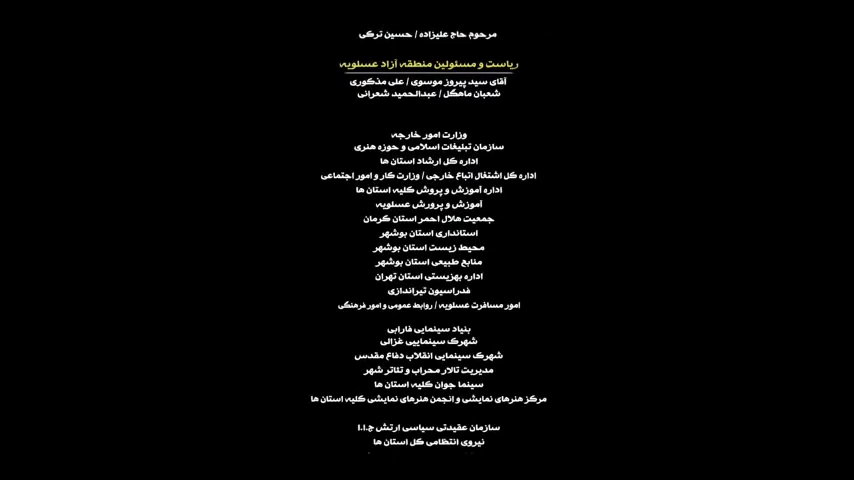 مرحوم حاج علیزاده / حسین ترکی
ریاست و مسئولین منطقه آزاد عسلویه
آقای سید پیروز موسوی / علی مذکوری
شعبان ماهگل / عبدالحمید شعرانی
وزارت امور خارجه
سازمان تبلیغات اسلامی و حوزه هنری
اداره کل ارشاد استان ها
اداره کل اشتغال اتباع خارجی / وزارت کار و امور اجتماعی
اداره آموزش و پروش کلیه استان ها
آموزش و پرورش عسلویه
جمعیت هلال احمر استان کرمان
استانداری استان بوشهر
محیط زیست استان بوشهر
منابع طبیعی استان بوشهر
اداره بهزیستی استان تهران
فدراسیون تیراندازی
امور مسافرت عسلویه / روابط عمومی و امور فرهنگی
بنیاد سینمایی فارابی
شهرک سینماییی غزالی
شهرک سینمایی انقلاب دفاع مقدس
مدیریت تالار محراب و تئاتر شهر
سینما جوان کلیه استان ها
مرکز هنرهای نمایشی و انجمن هنرهای نمایشی کلیه استان ها
سازمان عقیدتی سیاسی ارتش ج.ا.ا
نیروی انتظامی کل استان ها